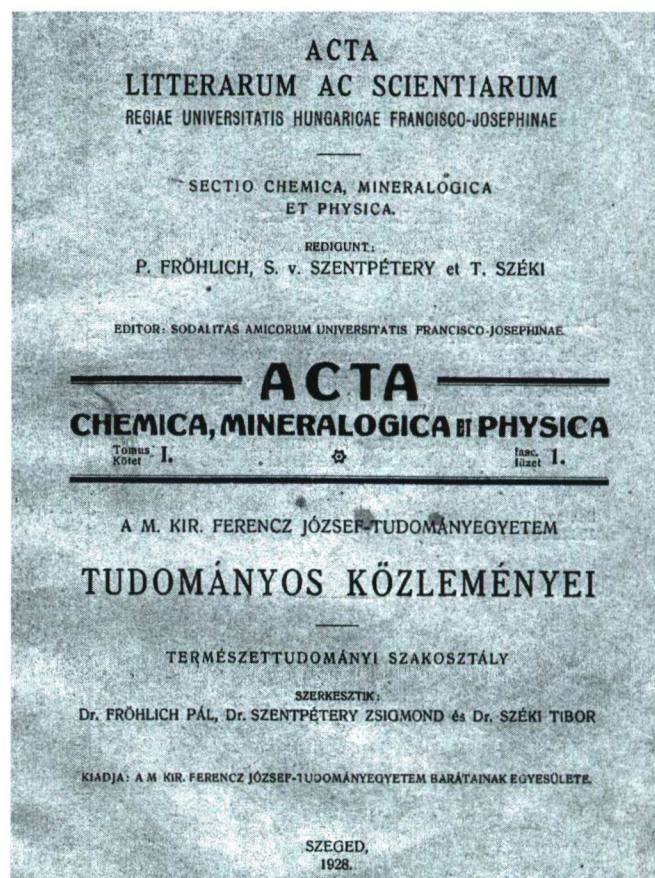 ACTA
LITTERARUM AC SCIENTIARUM
REGIAE UNIVERSITATIS HUNGARICAE FRANCISCO-JOSEPHINAE
SECTIO CHEMICA, MINERALOGICA
ET PHYSICA.
REDIGUNT:
P. FRÖHLICH, S. v. SZENTPÉTERY et T. SZÉKI
EDITOR: SODALITAS AMICORUM UNIVERSITATIS FRANCISCO-JOSEPHINAE.
ACTA
CHEMICA, MINERALOGICA ET PHYSICA
Tomus I. fasc. 1.
Kötet füzet
A M. KIR. FERENCZ JÓZSEF-TUDOMÁNYEGYETEM
TUDOMÁNYOS KÖZLEMÉNYEI
TERMÉSZETTUDOMÁNYI SZAKOSZTÁLY
SZERKESZTIK:
Dr. FRÖHLICH PÁL, Dr. SZENTPÉTERY ZSIGMOND és Dr. SZÉKI TIBOR
KIADJA: A M KIR. FERENCZ JÓZSEF-TUDOMÁNYEGYETEM BARÁTAINAK EGYESÜLETE.
SZEGED,
1928.